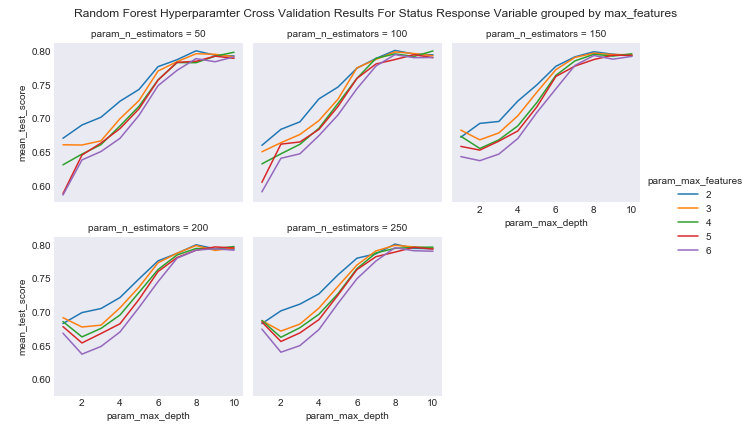 Random Forest Hyperparamter Cross Validation Results For Status Response Variable grouped by max_features
param_n_estimators = 50
param_n_estimators = 100
param_n_estimators = 150
0.80
0.75
0.70
0.65
0.60
mean_test_score
2 4 6 8 10
param_max_depth
param_max_features
2
3
4
5
6
param_n_estimators = 200
param_n_estimators = 250
0.80
0.75
0.70
0.65
0.60
mean_test_score
2 4 6 8 10
2 4 6 8 10
param_max_depth
param_max_depth